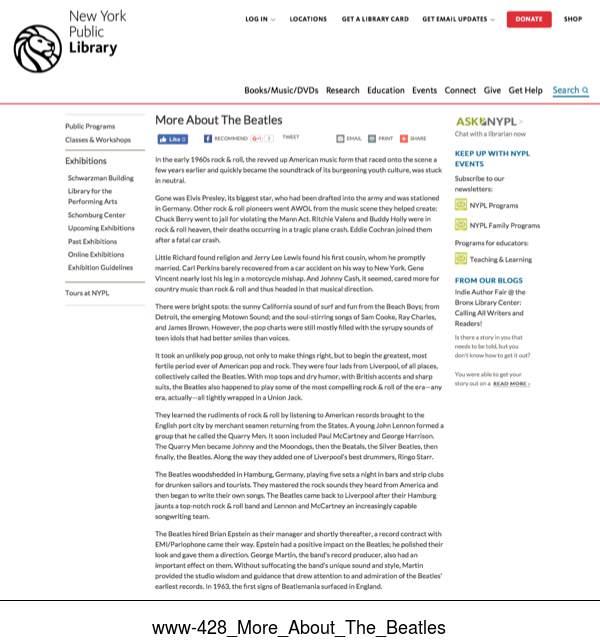 New York
Public
Library
LOG IN
LOCATIONS
GET A LIBRARY CARD
GET EMAIL UPDATES
DONATE
SHOP
Books/Music/DVDs Research Education Events Connect Give Get Help Search
Public Programs
Classes & Workshops
Exhibitions
Schwarzman Building
Library for the
Performing Arts
Schomburg Center
Upcoming Exhibitions
Past Exhibitions
Online Exhibitions
Exhibition Guidelines
Tours at NYPL
More About The Beatles
Like 0 RECOMMEND G+1 3 TWEET EMAIL PRINT SHARE
In the early 1960s rock & roll, the revved up American music form that raced onto the scene a
few years earlier and quickly became the soundtrack of its burgeoning youth culture, was stuck
in neutral.
Gone was Elvis Presley, its biggest star, who had been drafted into the army and was stationed
in Germany. Other rock & roll pioneers went AWOL from the music scene they helped create:
Chuck Berry went to jail for violating the Mann Act. Ritchie Valens and Buddy Holly were in
rock & roll heaven, their deaths occurring in a tragic plane crash. Eddie Cochran joined them
after a fatal car crash.
Little Richard found religion and Jerry Lee Lewis found his first cousin, whom he promptly
married. Carl Perkins barely recovered from a car accident on his way to New York. Gene
Vincent nearly lost his leg in a motorcycle mishap. And Johnny Cash, it seemed, cared more for
country music than rock & roll and thus headed in that musical direction.
There were bright spots: the sunny California sound of surf and fun from the Beach Boys; from
Detroit, the emerging Motown Sound; and the soul-stirring songs of Sam Cooke, Ray Charles,
and James Brown. However, the pop charts were still mostly filled with the syrupy sounds of
teen idols that had better smiles than voices.
It took an unlikely pop group, not only to make things right, but to begin the greatest, most
fertile period ever of American pop and rock. They were four lads from Liverpool, of all places,
collectively called the Beatles. With mop tops and dry humor, with British accents and sharp
suits, the Beatles also happened to play some of the most compelling rock & roll of the era—any
era, actually—all tightly wrapped in a Union Jack.
They learned the rudiments of rock & roll by listening to American records brought to the
English port city by merchant seamen returning from the States. A young John Lennon formed a
group that he called the Quarry Men. It soon included Paul McCartney and George Harrison.
The Quarry Men became Johnny and the Moondogs, then the Beatals, the Silver Beatles, then
finally, the Beatles. Along the way they added one of Liverpool's best drummers, Ringo Starr.
The Beatles woodshedded in Hamburg, Germany, playing five sets a night in bars and strip clubs
for drunken sailors and tourists. They mastered the rock sounds they heard from America and
then began to write their own songs. The Beatles came back to Liverpool after their Hamburg
jaunts a top-notch rock & roll band and Lennon and McCartney an increasingly capable
songwriting team.
The Beatles hired Brian Epstein as their manager and shortly thereafter, a record contract with
EMI/Parlophone came their way. Epstein had a positive impact on the Beatles; he polished their
look and gave them a direction. George Martin, the band's record producer, also had an
important effect on them. Without suffocating the band's unique sound and style, Martin
provided the studio wisdom and guidance that drew attention to and admiration of the Beatles'
earliest records. In 1963, the first signs of Beatlemania surfaced in England.
ASK NYPL
Chat with a librarian now
KEEP UP WITH NYPL
EVENTS
Subscribe to our
newsletters:
NYPL Programs
NYPL Family Programs
Programs for educators:
Teaching & Learning
FROM OUR BLOGS
Indie Author Fair @ the
Bronx Library Center:
Calling All Writers and
Readers!
Is there a story in you that
needs to be told, but you
don't know how to get it out?
You were able to get your
story out on a READ MORE ›
www-428_More_About_The_Beatles